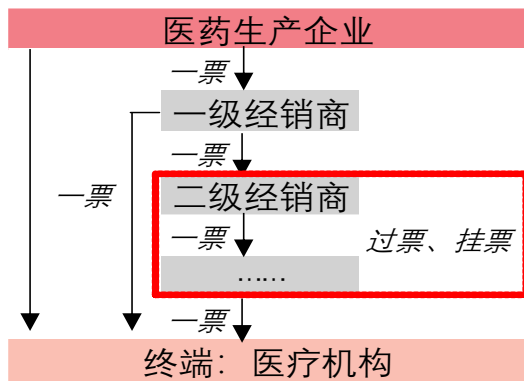 医药生产企业
一票
一级经销商
一票
一票
二级经销商
一票
过票、挂票
……
一票
终端：医疗机构